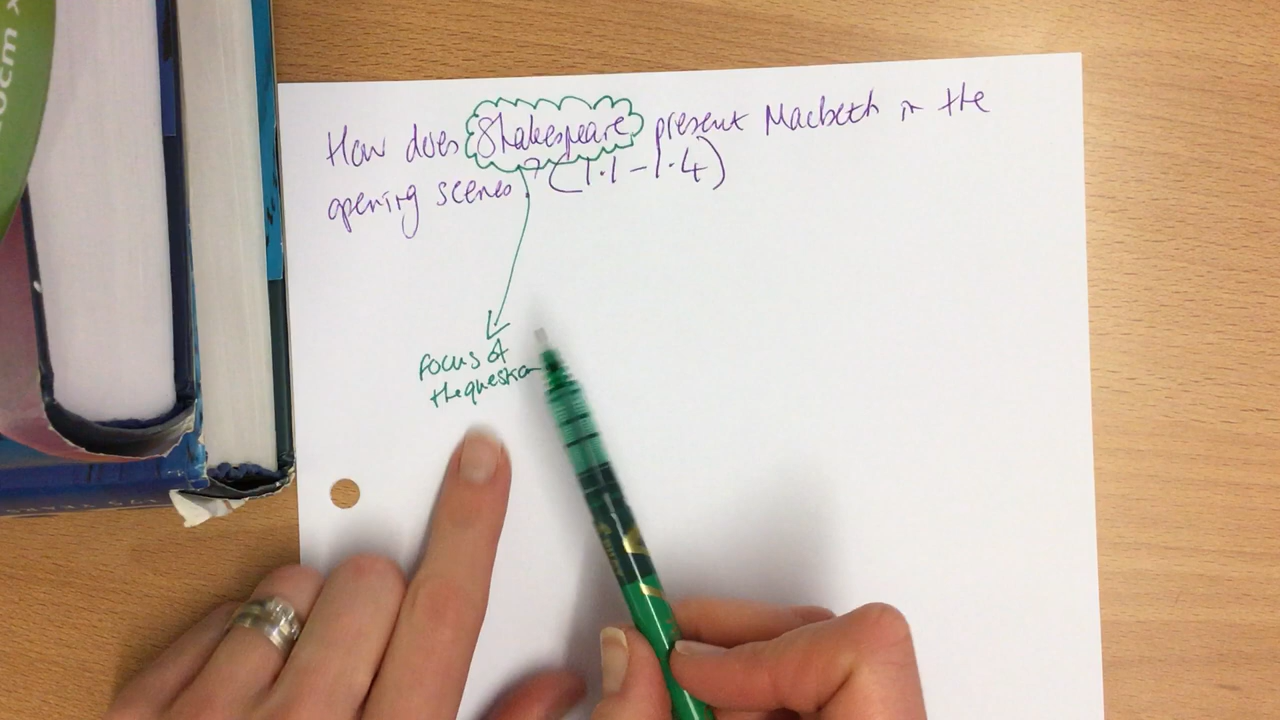 How does Shakespeare present Macbeth in the
opening scenes? (1.1-1.4)
Focus of
the question